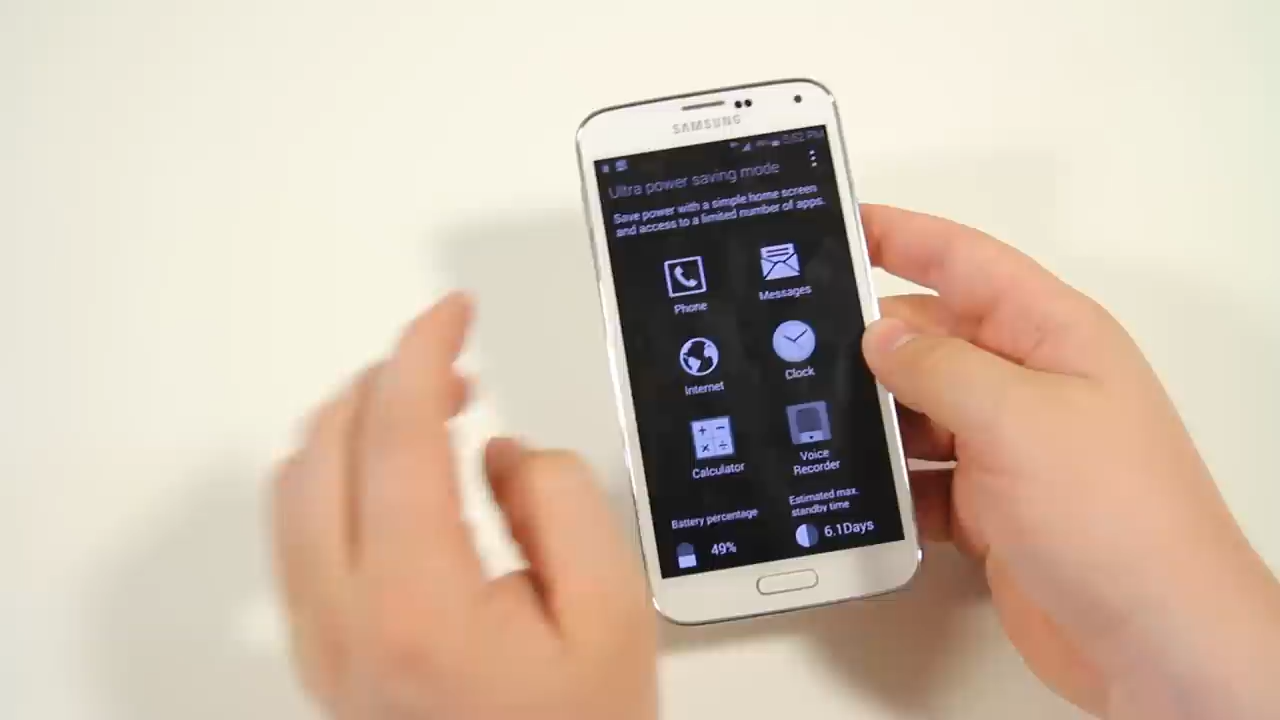 SAMSUNG
Ultra power saving mode
Save power with a simple home screen
and access to a limited number of apps.
Phone
Messages
Internet
Clock
Calculator
Voice
Recorder
Battery percentage
49%
Estimated max.
standby time
6.1Days